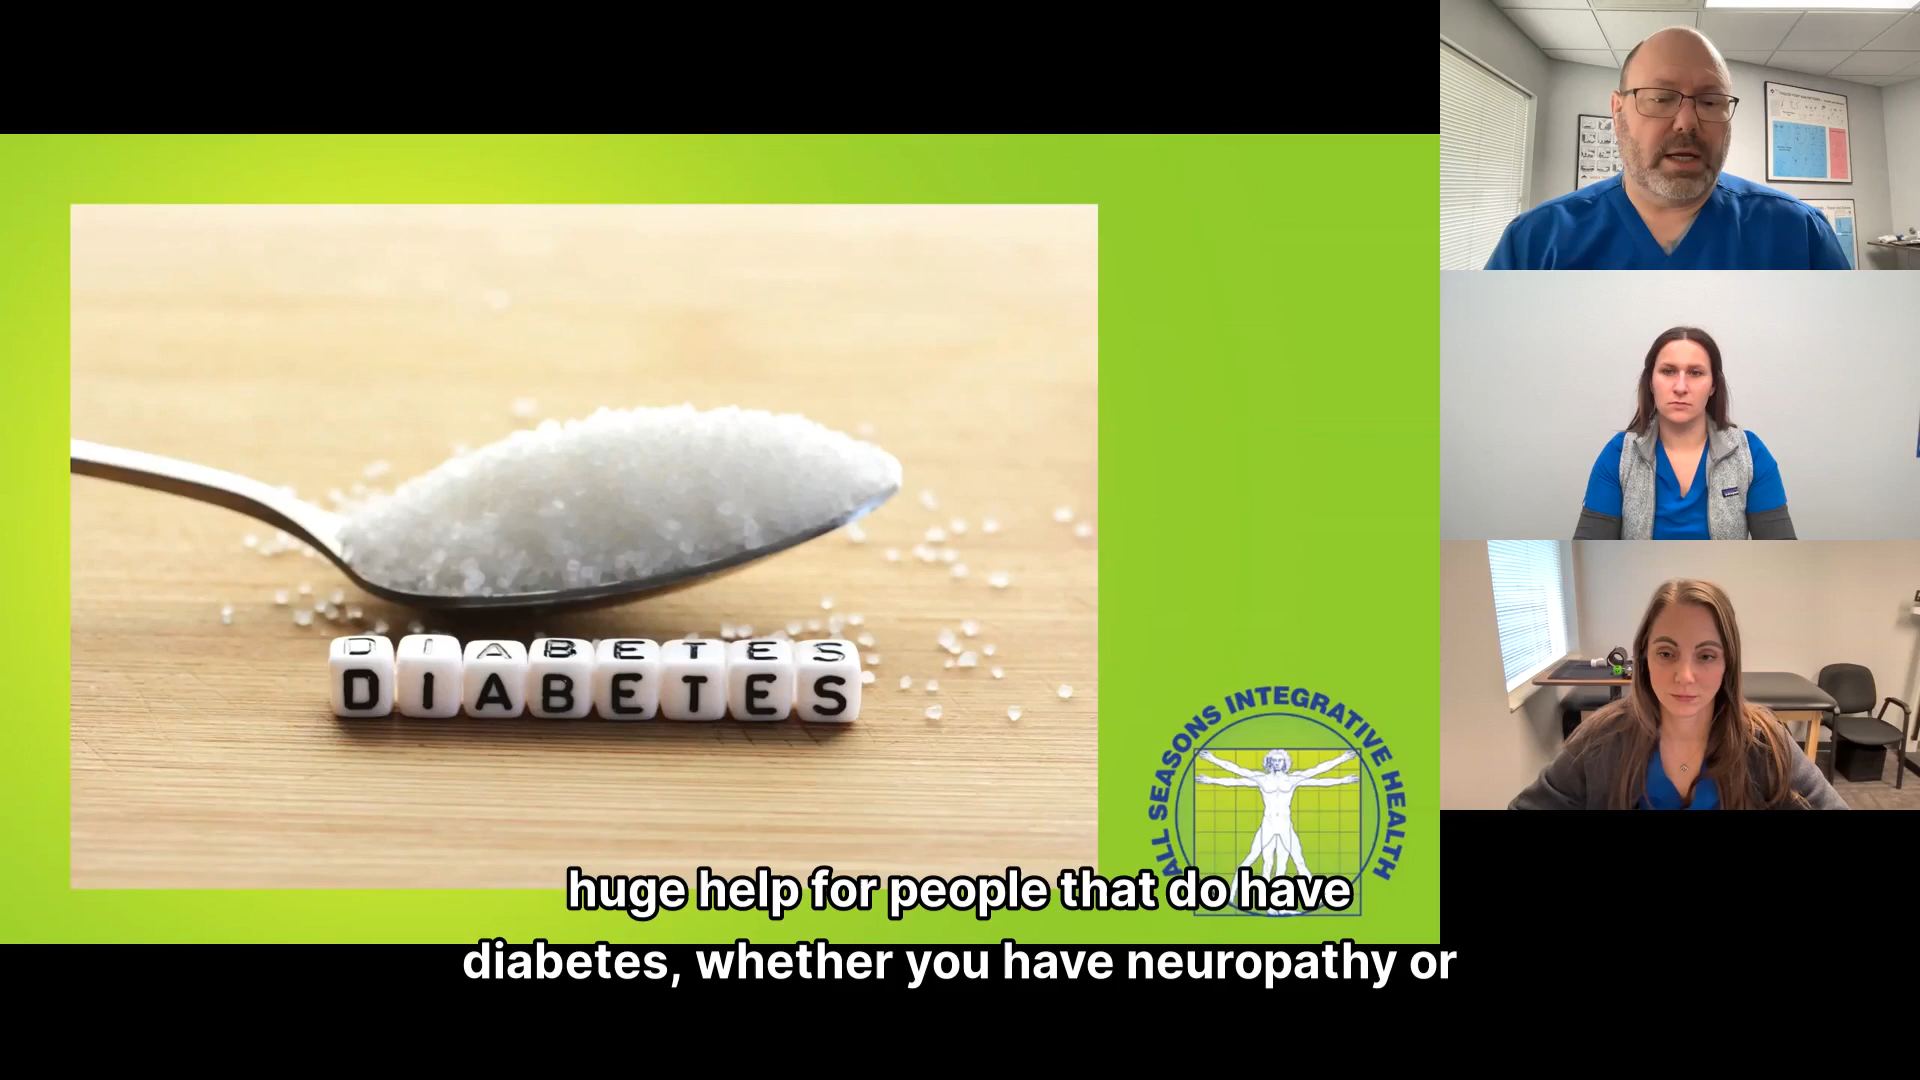 DIABETES
ALL SEASONS INTEGRATIVE HEALTH
huge help for people that do have
diabetes, whether you have neuropathy or